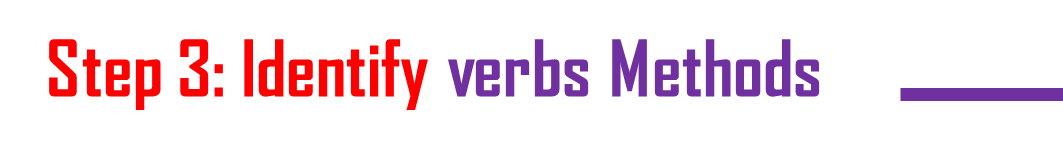 Step 3: Identify verbs Methods